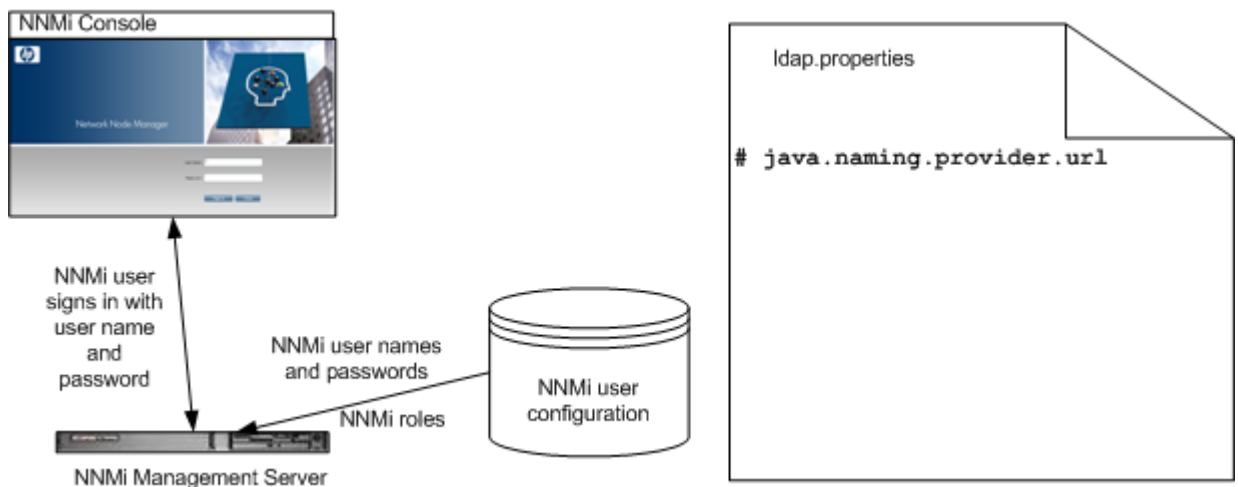 NNMi Console
hp
Network Node Manager
NNMi user
signs in with
user name
and
password
NNMi user names
and passwords
NNMi roles
NNMi user
configuration
NNMi Management Server
ldap.properties
# java.naming.provider.url